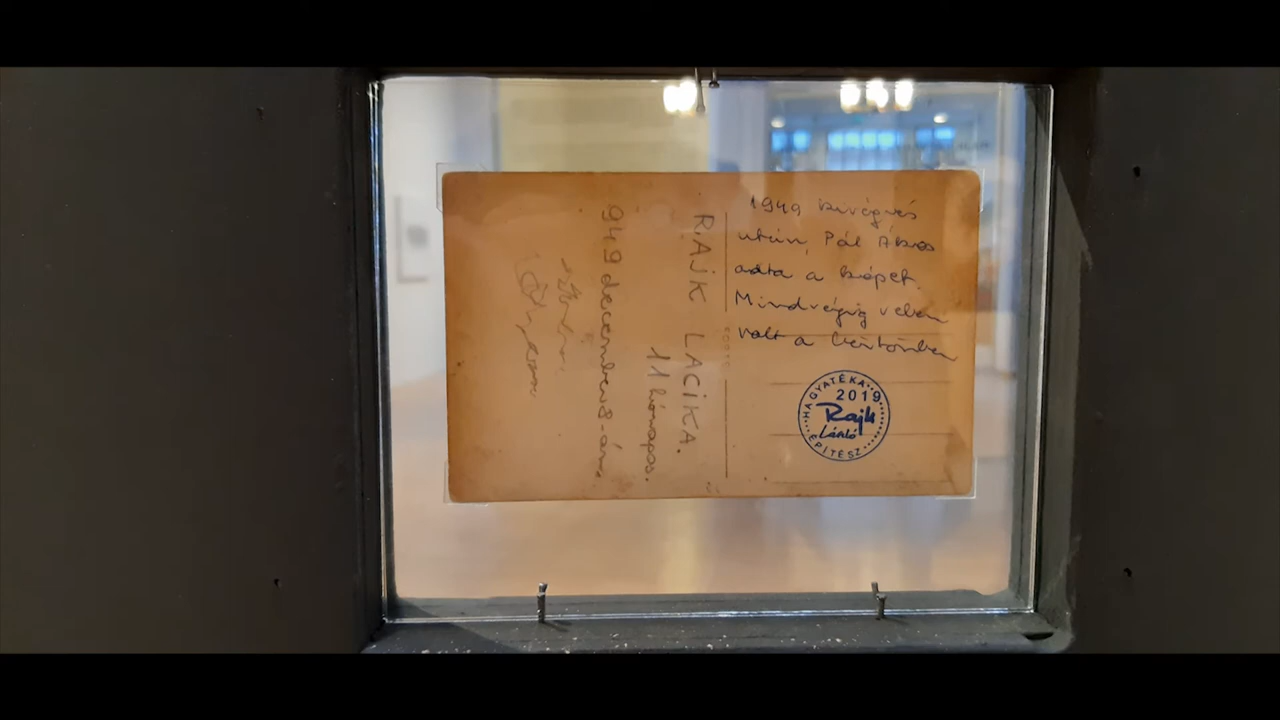 1949 kivégzés
után, Pál Ákos
adta a képet.
Mindvégig velem
volt a börtönben
RAJK LACIKA.
11 hónapos.
949 december 8-án.
HAGYATÉKA
2019
Rajk
László
ÉPÍTÉSZ